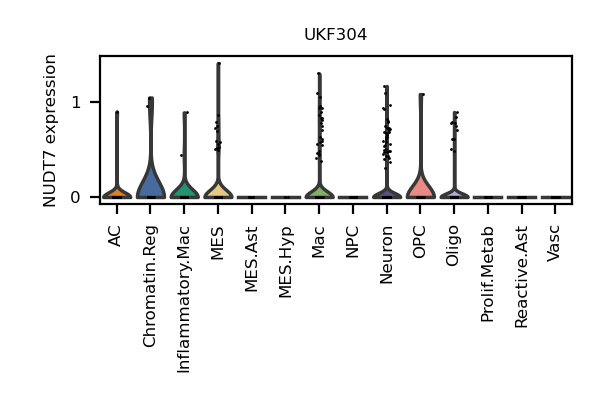 UKF304
NUDT7 expression
1
0
AC
Chromatin.Reg
Inflammatory.Mac
MES
MES.Ast
MES.Hyp
Mac
NPC
Neuron
OPC
Oligo
Prolif.Metab
Reactive.Ast
Vasc